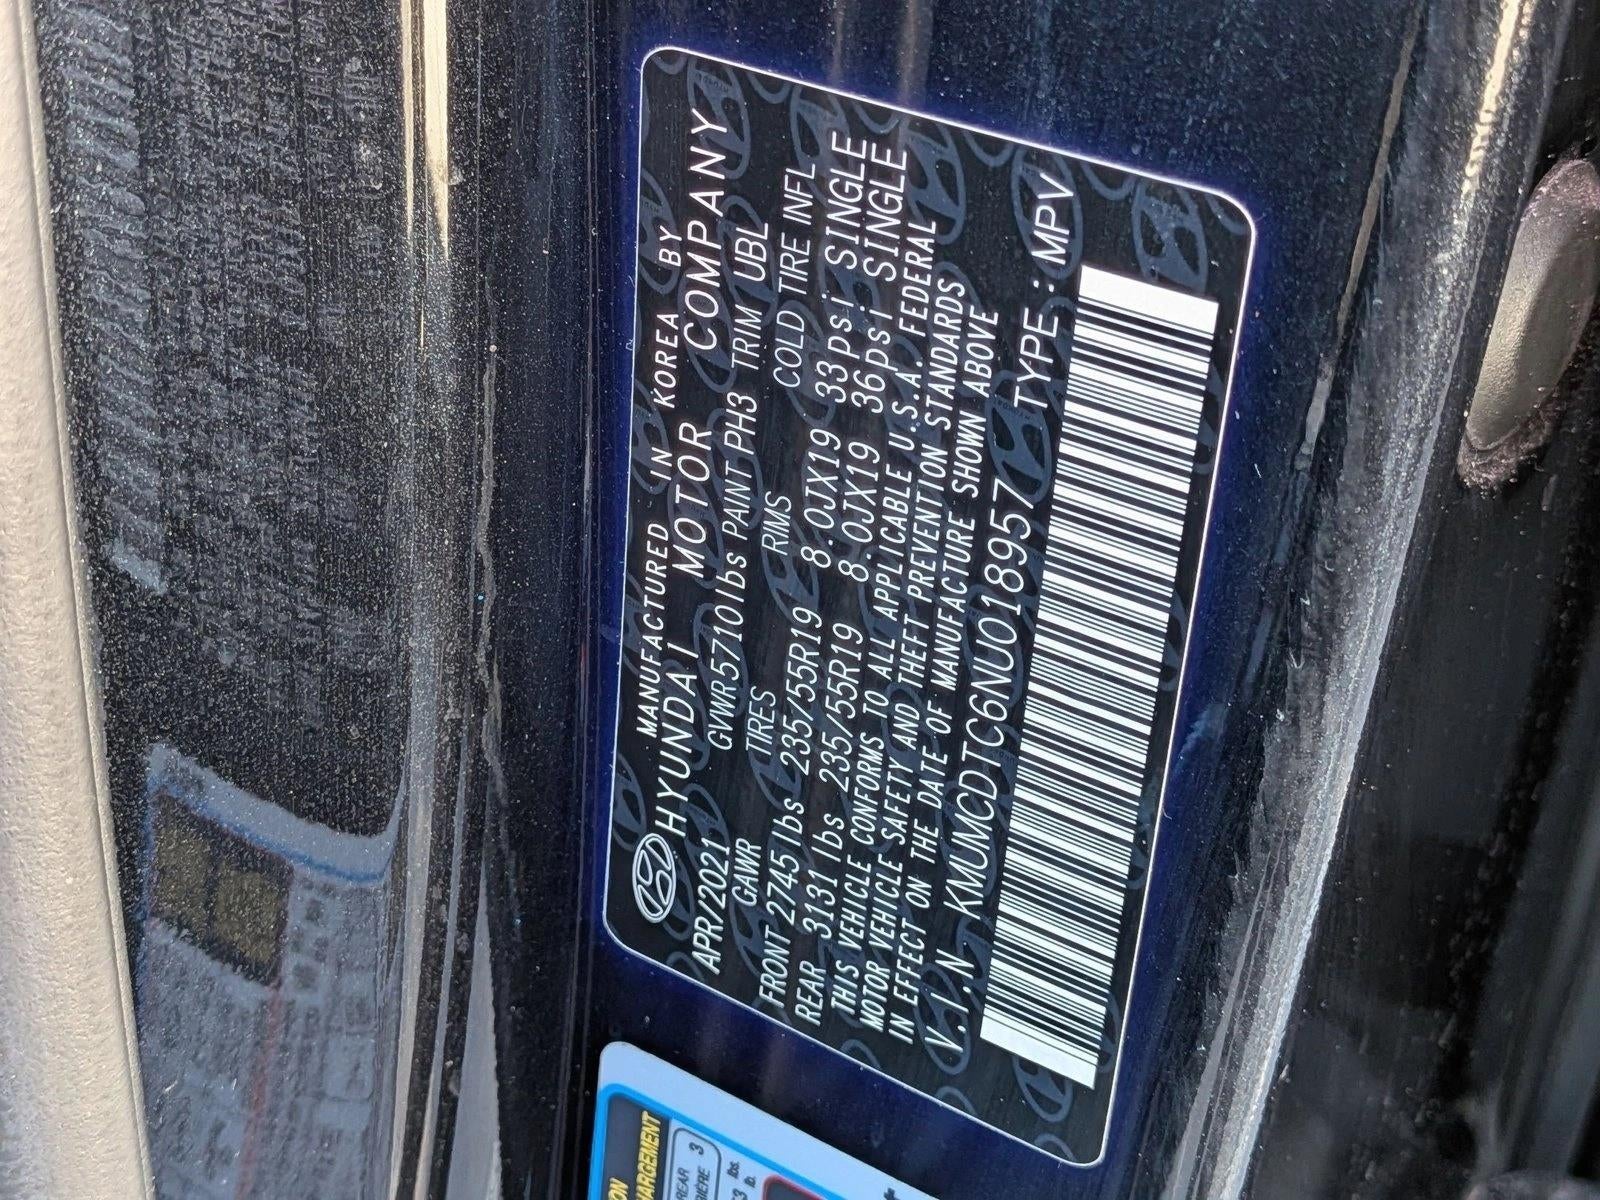 MANUFACTURED IN KOREA BY
HYUNDAI MOTOR COMPANY
APR/2021 GVWR5710lbs PAINT PH3 TRIM UBL
GAWR TIRES RIMS COLD TIRE INFL
FRONT 2745lbs 235/55R19 8.0JX19 33psi SINGLE
REAR 3131lbs 235/55R19 8.0JX19 36psi SINGLE
THIS VEHICLE CONFORMS TO ALL APPLICABLE U.S.A. FEDERAL
MOTOR VEHICLE SAFETY AND THEFT PREVENTION STANDARDS
IN EFFECT ON THE DATE OF MANUFACTURE SHOWN ABOVE
V.I.N KMUMCDTC6NU018957 TYPE:MPV
REAR 3